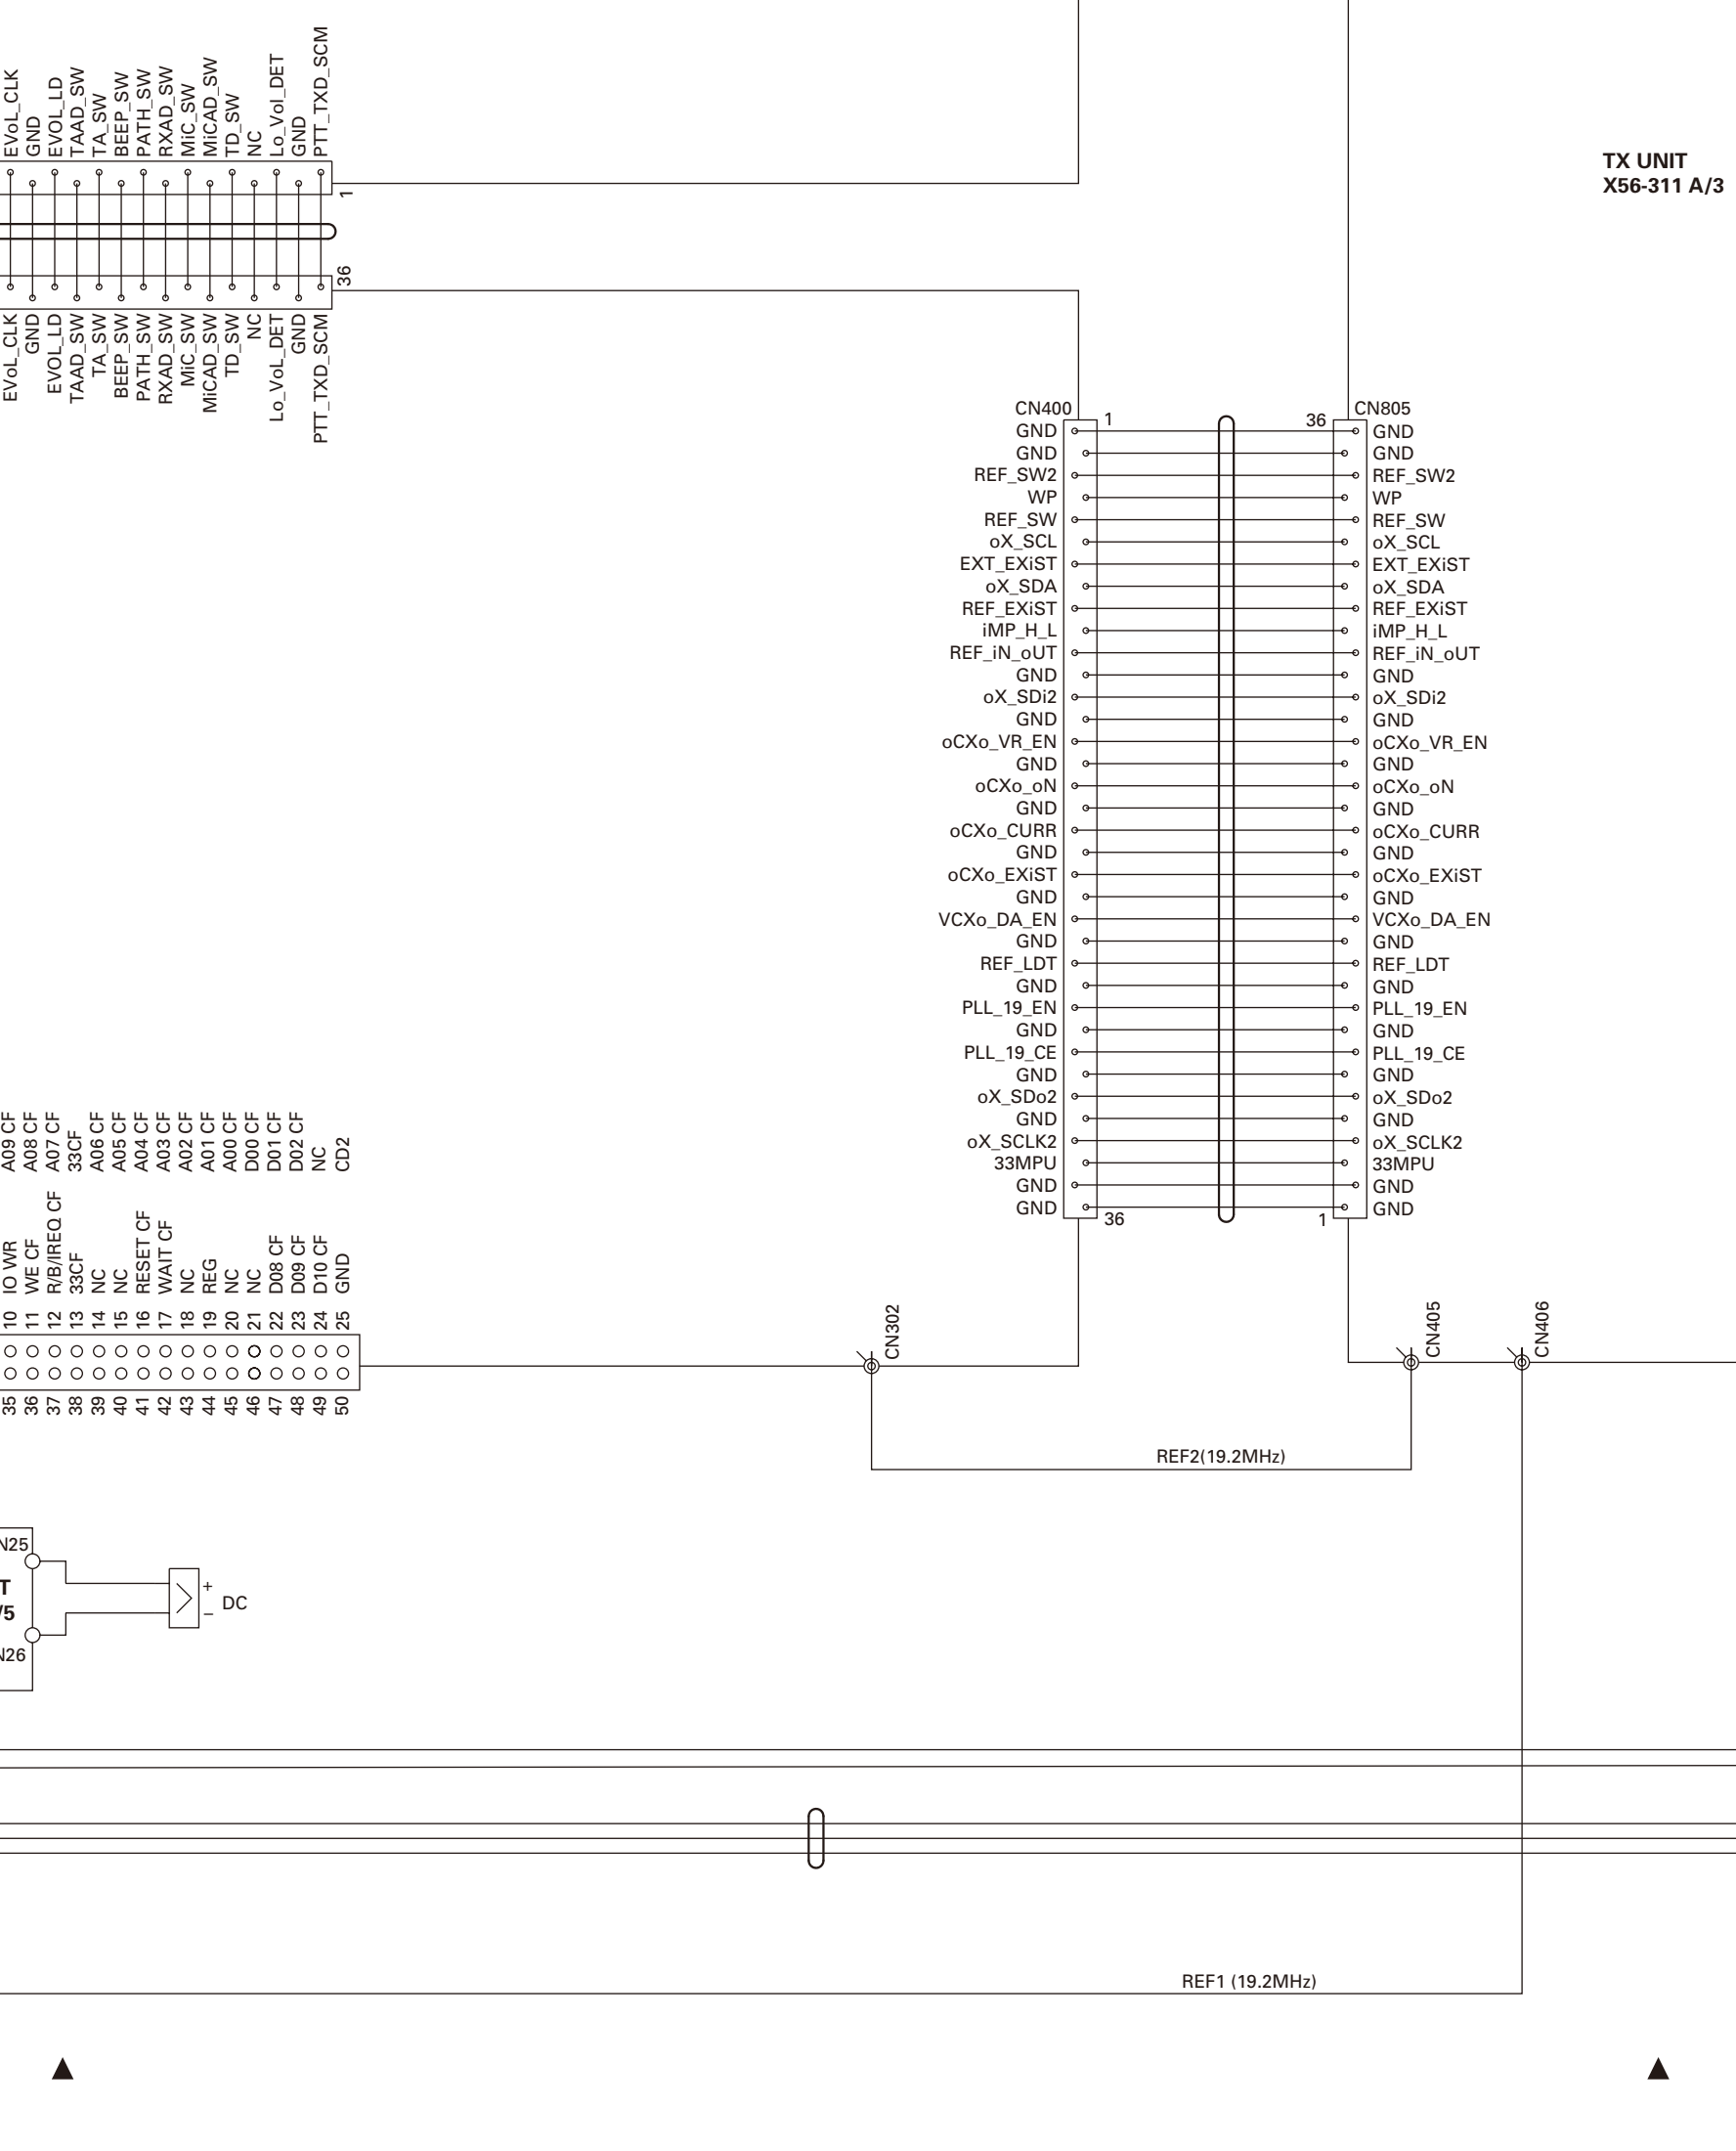 EVoL_CLK
GND
EVOL_LD
TAAD_SW
TA_SW
BEEP_SW
PATH_SW
RXAD_SW
MiC_SW
MiCAD_SW
TD_SW
NC
Lo_Vol_DET
GND
PTT_TXD_SCM
1
36
EVoL_CLK
GND
EVOL_LD
TAAD_SW
TA_SW
BEEP_SW
PATH_SW
RXAD_SW
MiC_SW
MiCAD_SW
TD_SW
NC
Lo_VoL_DET
GND
PTT_TXD_SCM
TX UNIT
X56-311 A/3
CN400
1
GND
GND
REF_SW2
WP
REF_SW
oX_SCL
EXT_EXiST
oX_SDA
REF_EXiST
iMP_H_L
REF_iN_oUT
GND
oX_SDi2
GND
oCXo_VR_EN
GND
oCXo_oN
GND
oCXo_CURR
GND
oCXo_EXiST
GND
VCXo_DA_EN
GND
REF_LDT
GND
PLL_19_EN
GND
PLL_19_CE
GND
oX_SDo2
GND
oX_SCLK2
33MPU
GND
GND
36
CN805
36
GND
GND
REF_SW2
WP
REF_SW
oX_SCL
EXT_EXiST
oX_SDA
REF_EXiST
iMP_H_L
REF_iN_oUT
GND
oX_SDi2
GND
oCXo_VR_EN
GND
oCXo_oN
GND
oCXo_CURR
GND
oCXo_EXiST
GND
VCXo_DA_EN
GND
REF_LDT
GND
PLL_19_EN
GND
PLL_19_CE
GND
oX_SDo2
GND
oX_SCLK2
33MPU
GND
GND
1
A09 CF
A08 CF
A07 CF
33CF
A06 CF
A05 CF
A04 CF
A03 CF
A02 CF
A01 CF
A00 CF
D00 CF
D01 CF
D02 CF
NC
CD2
10 IO WR
11 WE CF
12 R/B/IREQ CF
13 33CF
14 NC
15 NC
16 RESET CF
17 WAIT CF
18 NC
19 REG
20 NC
21 NC
22 D08 CF
23 D09 CF
24 D10 CF
25 GND
35
36
37
38
39
40
41
42
43
44
45
46
47
48
49
50
CN302
CN405
CN406
REF2(19.2MHz)
N25
T
/5
N26
+
−
DC
REF1 (19.2MHz)